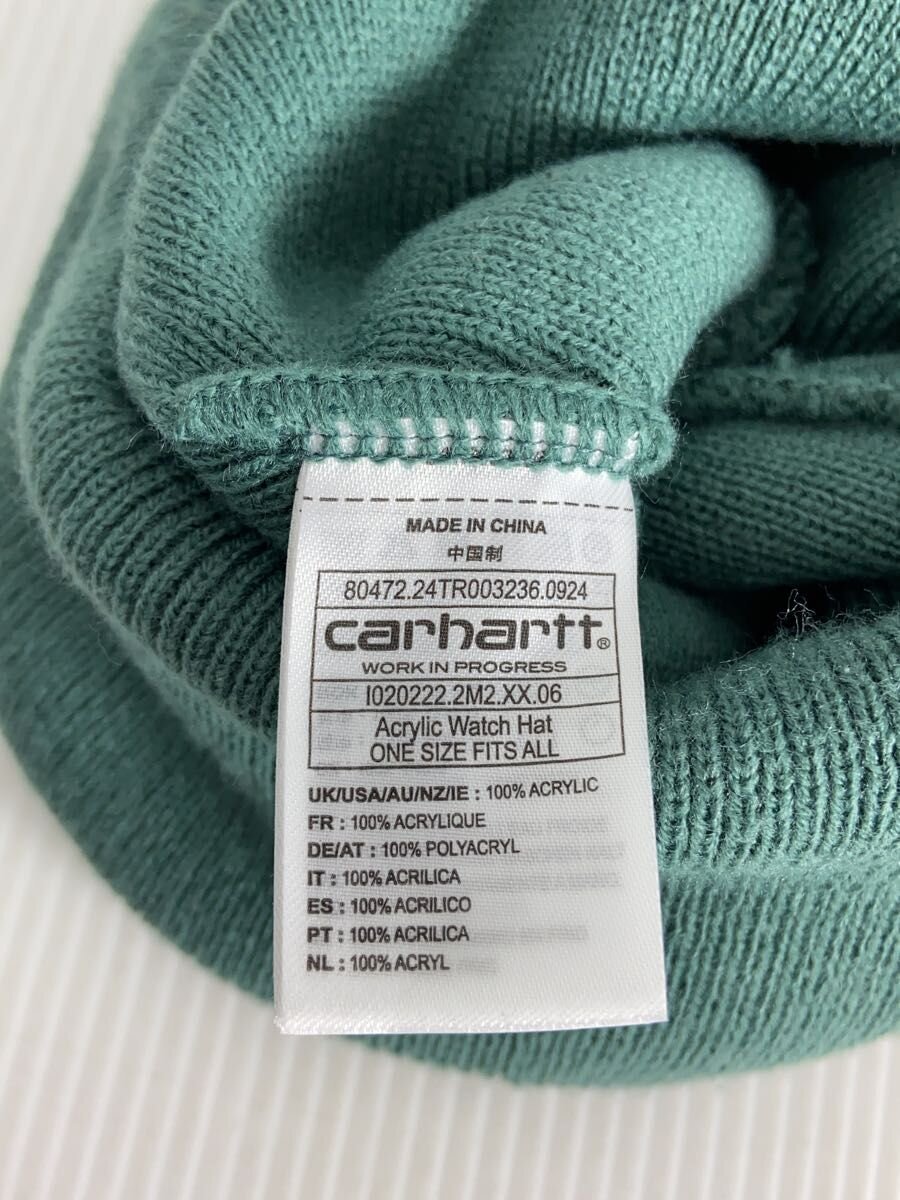 MADE IN CHINA
中国制
80472.24TR003236.0924
carhartt®
WORK IN PROGRESS
I020222.2M2.XX.06
Acrylic Watch Hat
ONE SIZE FITS ALL
UK/USA/AU/NZ/IE : 100% ACRYLIC
FR : 100% ACRYLIQUE
DE/AT : 100% POLYACRYL
IT : 100% ACRILICA
ES : 100% ACRILICO
PT : 100% ACRILICA
NL : 100% ACRYL